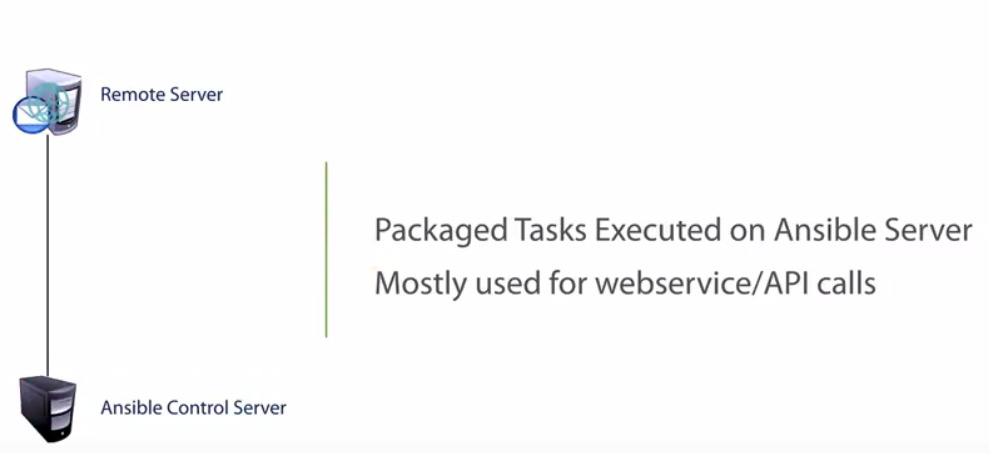 Remote Server
Packaged Tasks Executed on Ansible Server
Mostly used for webservice/API calls
Ansible Control Server